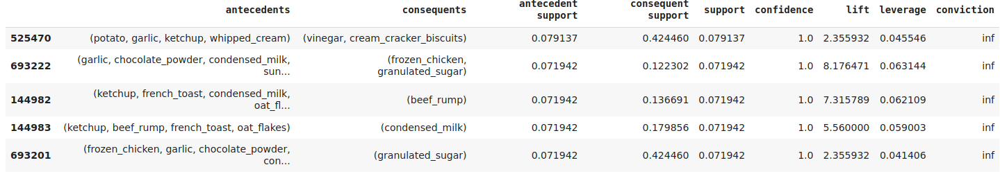 antecedents consequents antecedent support consequent support support confidence lift leverage conviction
525470 (potato, garlic, ketchup, whipped_cream) (vinegar, cream_cracker_biscuits) 0.079137 0.424460 0.079137 1.0 2.355932 0.045546 inf
693222 (garlic, chocolate_powder, condensed_milk, sun... (frozen_chicken, granulated_sugar) 0.071942 0.122302 0.071942 1.0 8.176471 0.063144 inf
144982 (ketchup, french_toast, condensed_milk, oat_fl... (beef_rump) 0.071942 0.136691 0.071942 1.0 7.315789 0.062109 inf
144983 (ketchup, beef_rump, french_toast, oat_flakes) (condensed_milk) 0.071942 0.179856 0.071942 1.0 5.560000 0.059003 inf
693201 (frozen_chicken, garlic, chocolate_powder, con... (granulated_sugar) 0.071942 0.424460 0.071942 1.0 2.355932 0.041406 inf